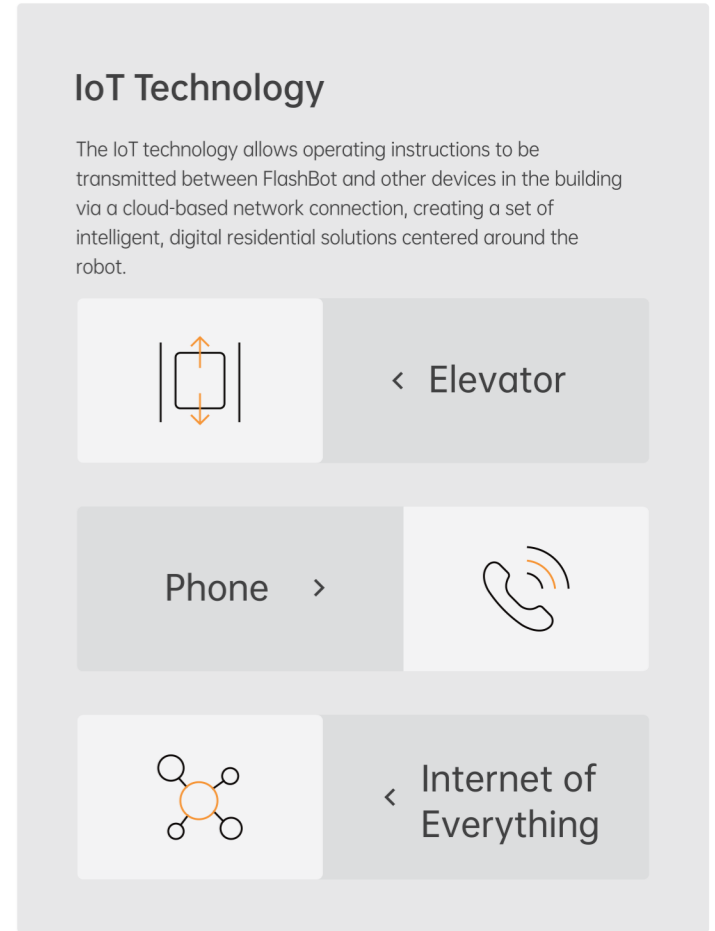 IoT Technology
The IoT technology allows operating instructions to be
transmitted between FlashBot and other devices in the building
via a cloud-based network connection, creating a set of
intelligent, digital residential solutions centered around the
robot.
Elevator
Phone
Internet of
Everything